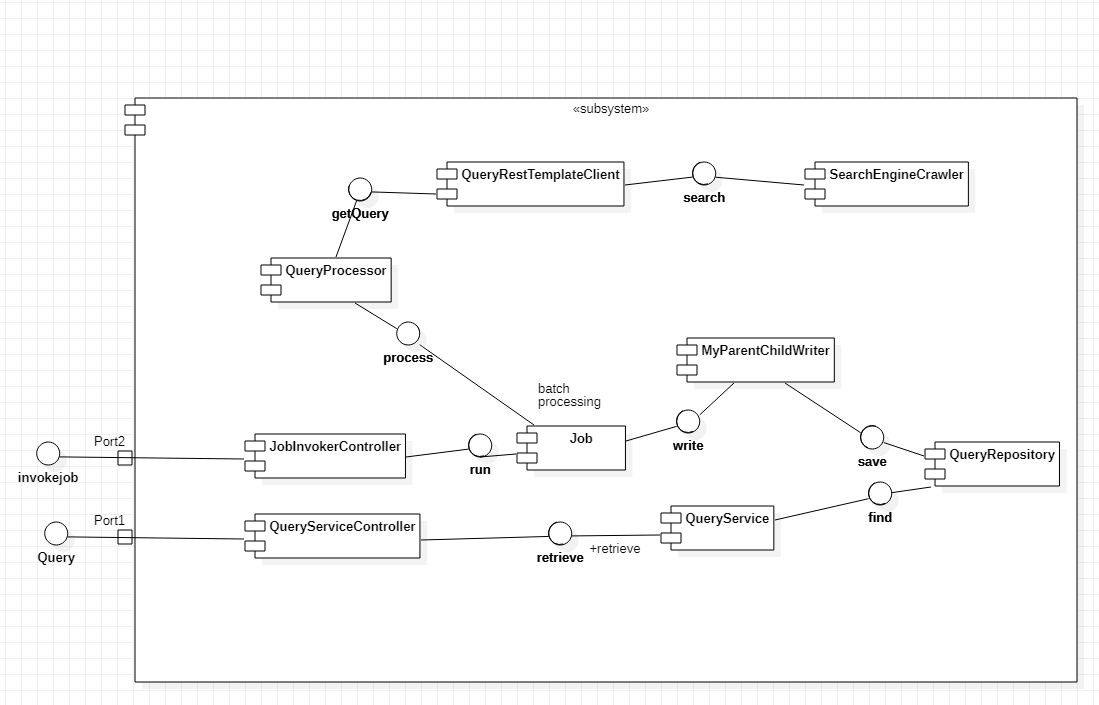 «subsystem»
QueryRestTemplateClient
SearchEngineCrawler
search
getQuery
QueryProcessor
process
MyParentChildWriter
batch
processing
Port2
JobInvokerController
Job
write
QueryRepository
invokejob
run
save
Port1
QueryServiceController
QueryService
find
Query
retrieve
+retrieve